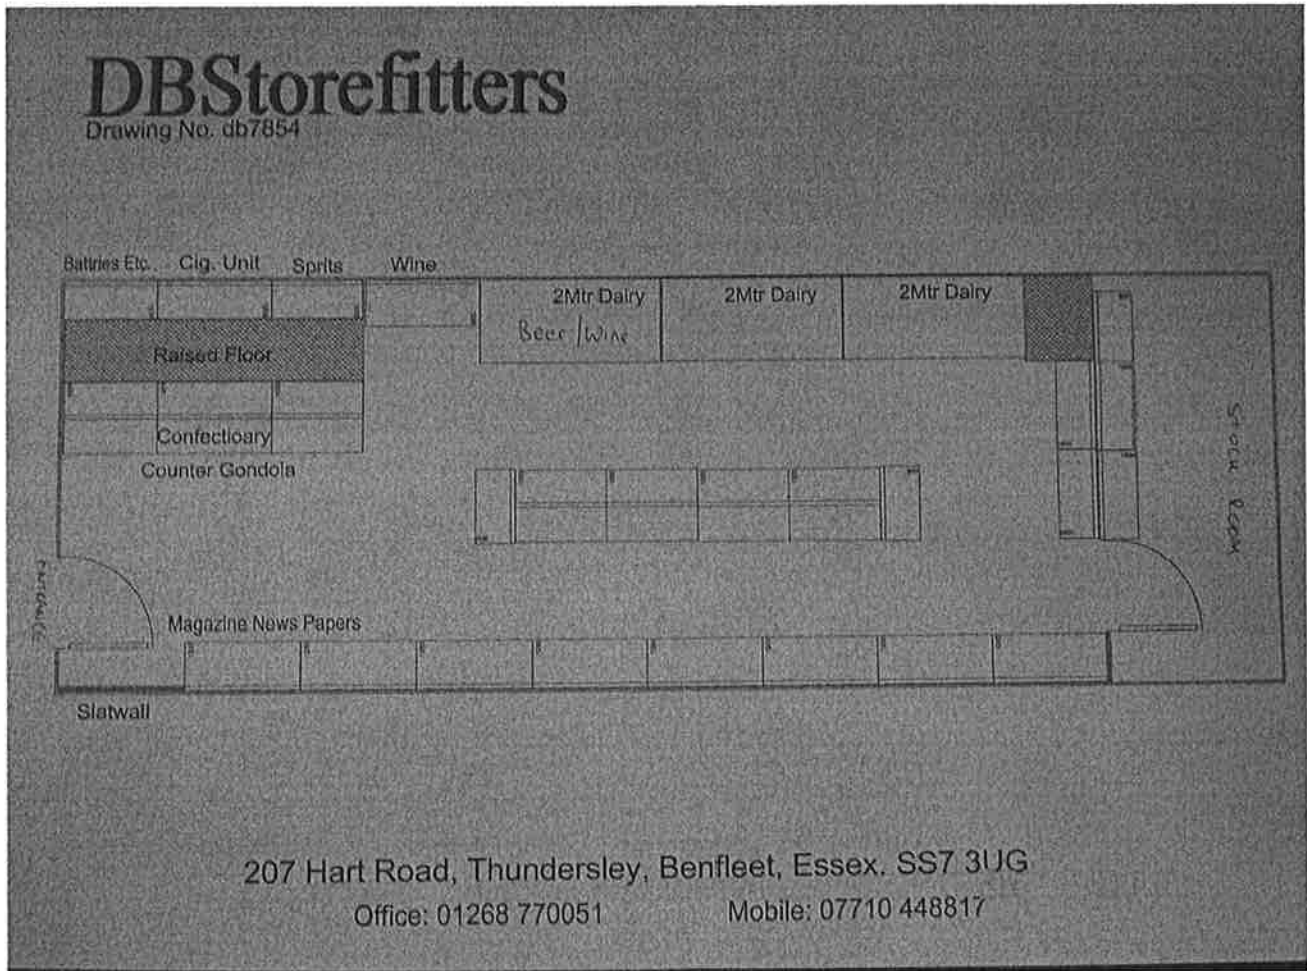 DBStorefitters
Drawing No. db7854
Battries Etc. Cig. Unit Sprits Wine
2Mtr Dairy 2Mtr Dairy 2Mtr Dairy
Beer/Wine
Raised Floor
Confectioary
Counter Gondola
Stock Room
Magazine News Papers
Slatwall
207 Hart Road, Thundersley, Benfleet, Essex. SS7 3UG
Office: 01268 770051 Mobile: 07710 448817